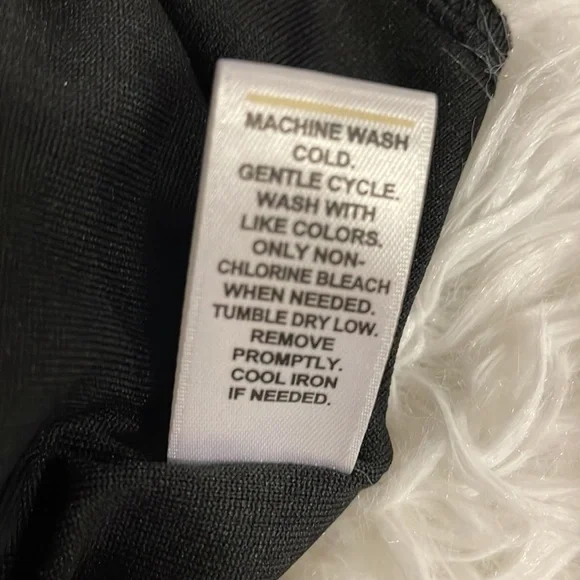 MACHINE WASH
COLD.
GENTLE CYCLE.
WASH WITH
LIKE COLORS.
ONLY NON-
CHLORINE BLEACH
WHEN NEEDED.
TUMBLE DRY LOW.
REMOVE
PROMPTLY.
COOL IRON
IF NEEDED.